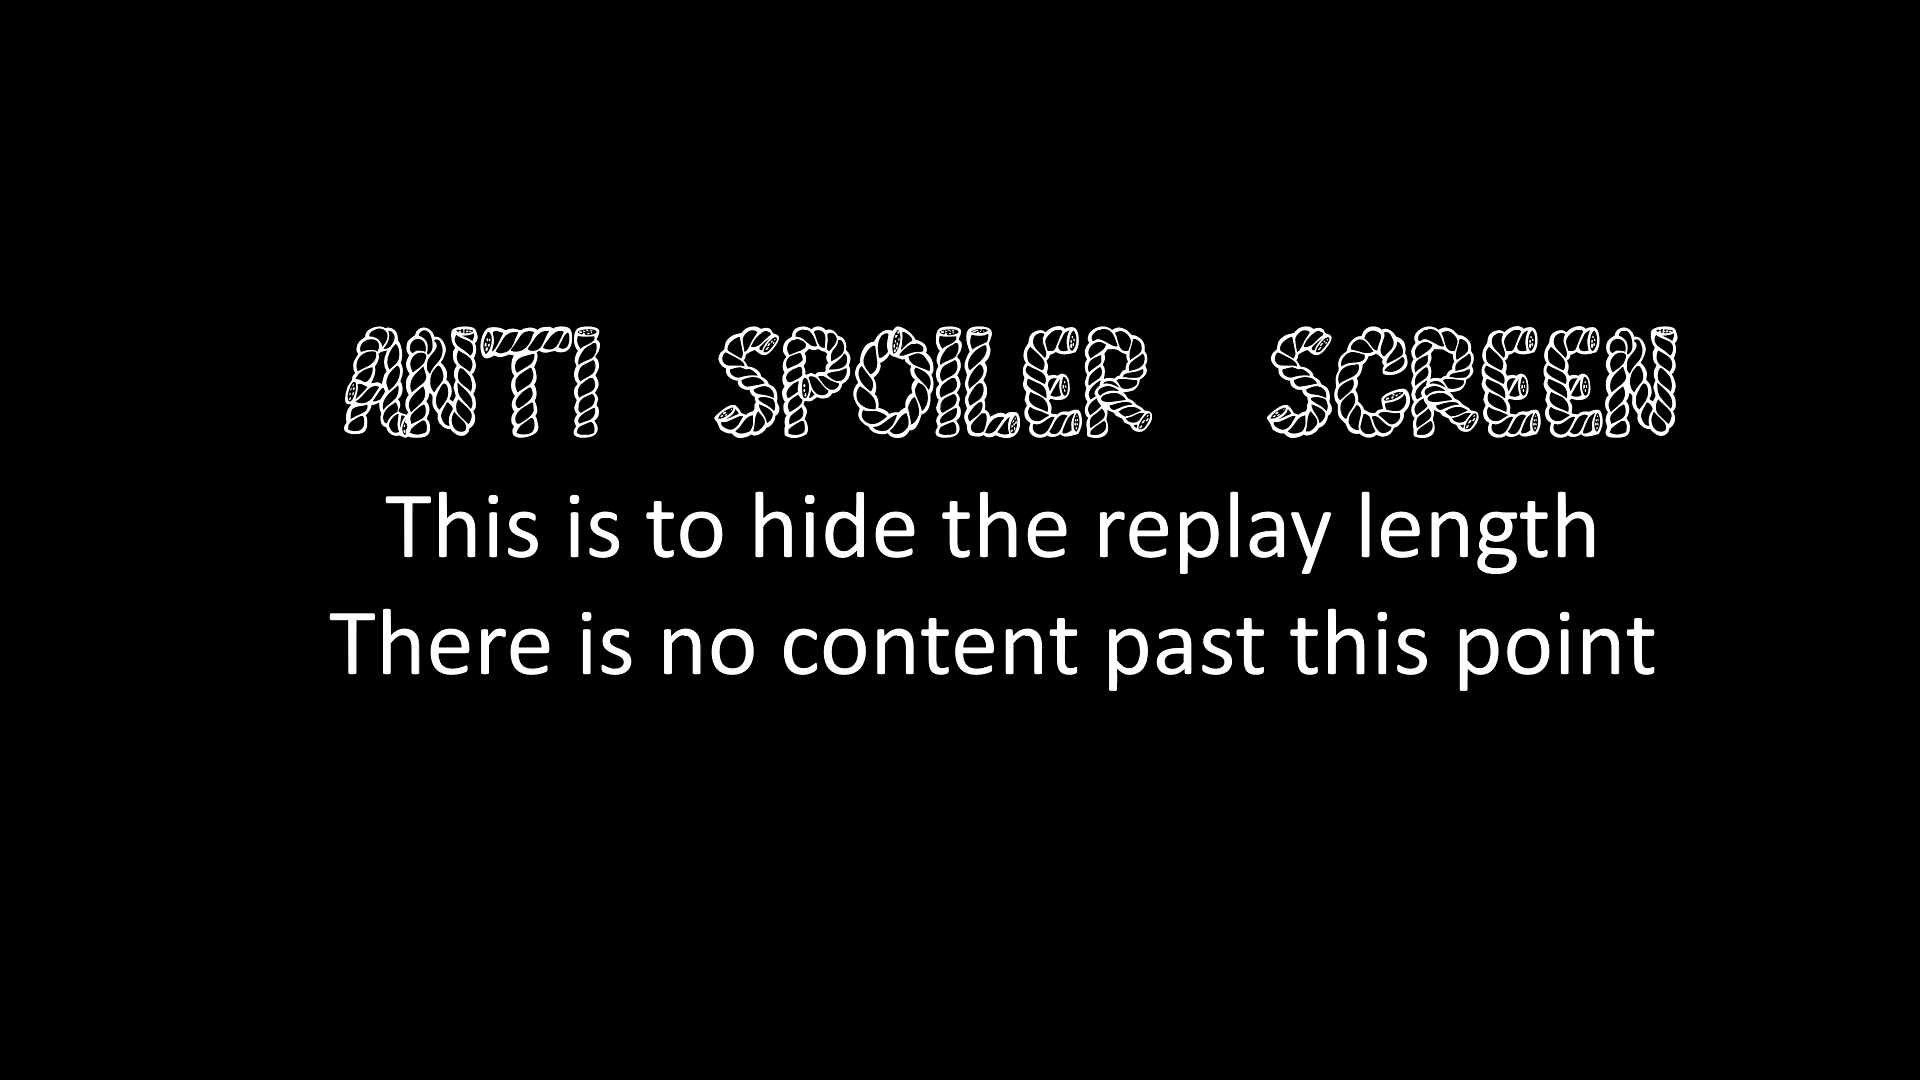 ANTI SPOILER SCREEN
This is to hide the replay length
There is no content past this point